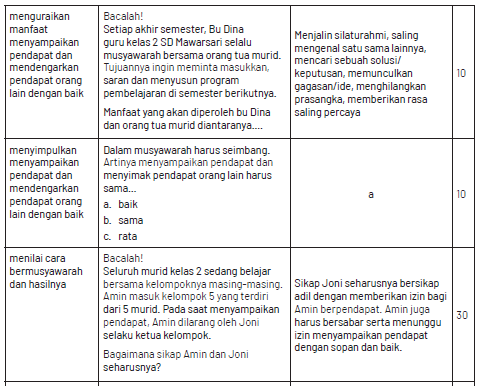 menguraikan
manfaat
menyampaikan
pendapat dan
mendengarkan
pendapat orang
lain dengan baik
Bacalah!
Setiap akhir semester, Bu Dina
guru kelas 2 SD Mawarsari selalu
musyawarah bersama orang tua murid.
Tujuannya ingin meminta masukkan,
saran dan menyusun program
pembelajaran di semester berikutnya.
Manfaat yang akan diperoleh bu Dina
dan orang tua murid diantaranya....
Menjalin silaturahmi, saling
mengenal satu sama lainnya,
mencari sebuah solusi/
keputusan, memunculkan
gagasan/ide, menghilangkan
prasangka, memberikan rasa
saling percaya
10
menyimpulkan
menyampaikan
pendapat dan
mendengarkan
pendapat orang
lain dengan baik
Dalam musyawarah harus seimbang.
Artinya menyampaikan pendapat dan
menyimak pendapat orang lain harus
sama...
a. baik
b. sama
c. rata
a
10
menilai cara
bermusyawarah
dan hasilnya
Bacalah!
Seluruh murid kelas 2 sedang belajar
bersama kelompoknya masing-masing.
Amin masuk kelompok 5 yang terdiri
dari 5 murid. Pada saat menyampaikan
pendapat, Amin dilarang oleh Joni
selaku ketua kelompok.
Bagaimana sikap Amin dan Joni
seharusnya?
Sikap Joni seharusnya bersikap
adil dengan memberikan izin bagi
Amin berpendapat. Amin juga
harus bersabar serta menunggu
izin menyampaikan pendapat
dengan sopan dan baik.
30